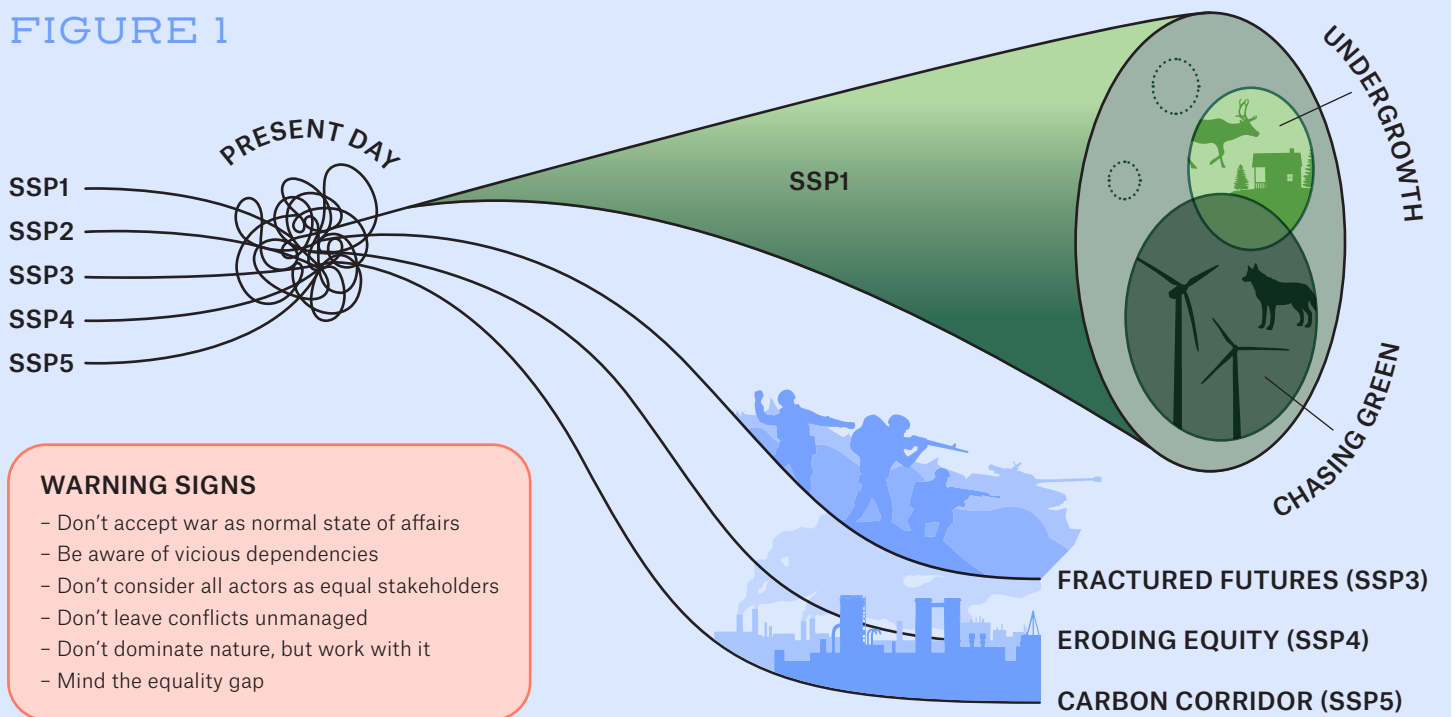 FIGURE 1
PRESENT DAY
SSP1
SSP2
SSP3
SSP4
SSP5
SSP1
UNDERGROWTH
CHASING GREEN
WARNING SIGNS
– Don’t accept war as normal state of affairs
– Be aware of vicious dependencies
– Don’t consider all actors as equal stakeholders
– Don’t leave conflicts unmanaged
– Don’t dominate nature, but work with it
– Mind the equality gap
FRACTURED FUTURES (SSP3)
ERODING EQUITY (SSP4)
CARBON CORRIDOR (SSP5)